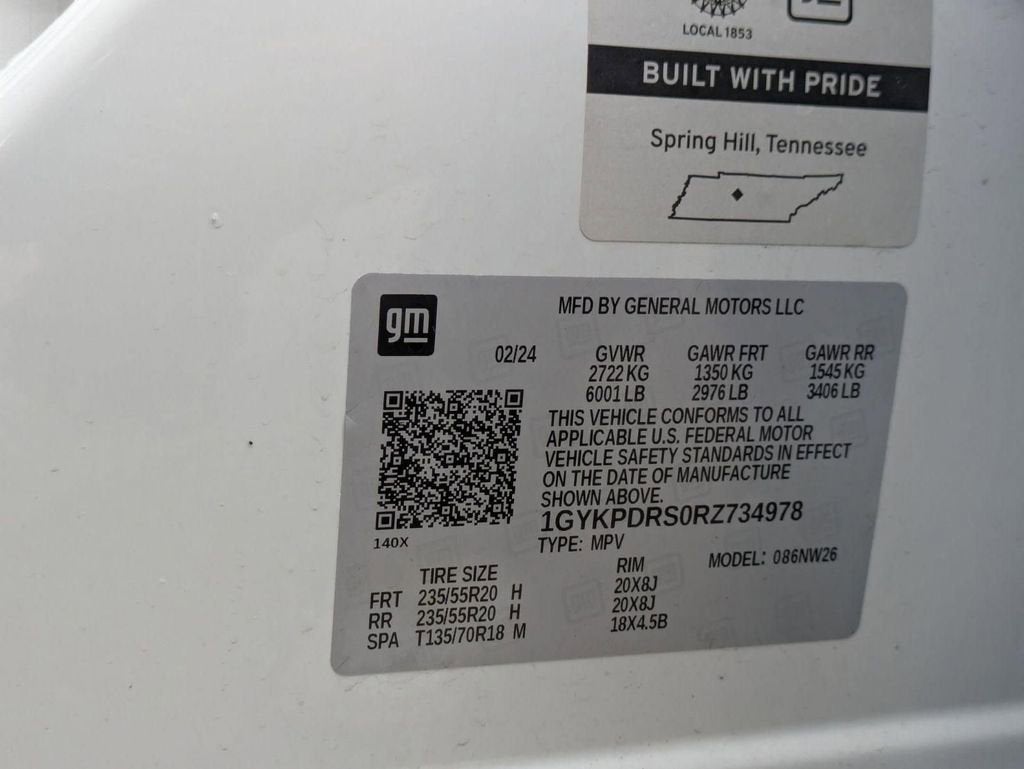 LOCAL 1853
BUILT WITH PRIDE
Spring Hill, Tennessee
gm
MFD BY GENERAL MOTORS LLC
02/24 GVWR GAWR FRT GAWR RR
2722 KG 1350 KG 1545 KG
6001 LB 2976 LB 3406 LB
THIS VEHICLE CONFORMS TO ALL
APPLICABLE U.S. FEDERAL MOTOR
VEHICLE SAFETY STANDARDS IN EFFECT
ON THE DATE OF MANUFACTURE
SHOWN ABOVE.
1GYKPDRS0RZ734978
140X
TYPE: MPV MODEL: 086NW26
TIRE SIZE RIM
FRT 235/55R20 H 20X8J
RR 235/55R20 H 20X8J
SPA T135/70R18 M 18X4.5B